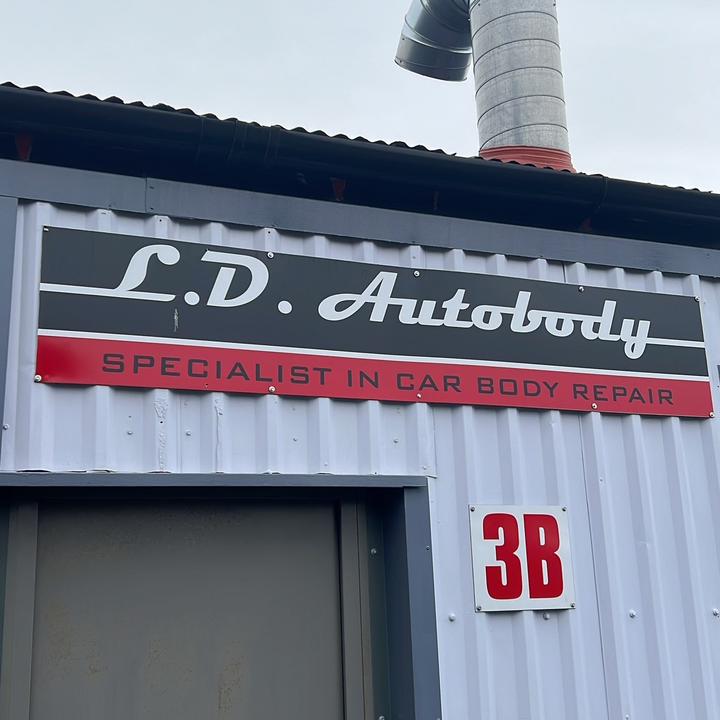 L.D. Autobody
SPECIALIST IN CAR BODY REPAIR
3B